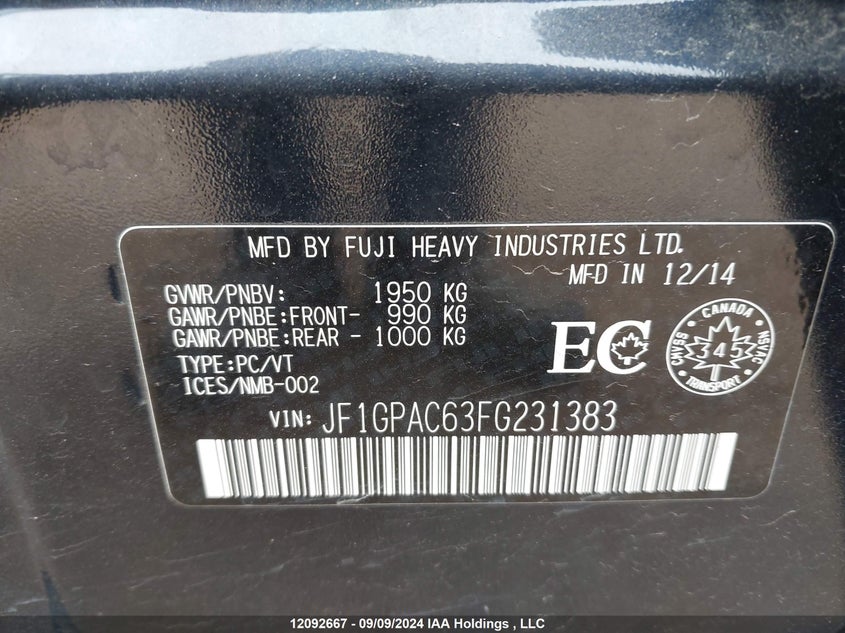 MFD BY FUJI HEAVY INDUSTRIES LTD.
MFD IN 12/14
GVWR/PNBV: 1950 KG
GAWR/PNBE:FRONT- 990 KG
GAWR/PNBE:REAR - 1000 KG
TYPE:PC/VT
ICES/NMB-002
EC
CANADA
CMVSS NSVAC
345
TRANSPORT
VIN: JF1GPAC63FG231383
12092667 - 09/09/2024 IAA Holdings , LLC